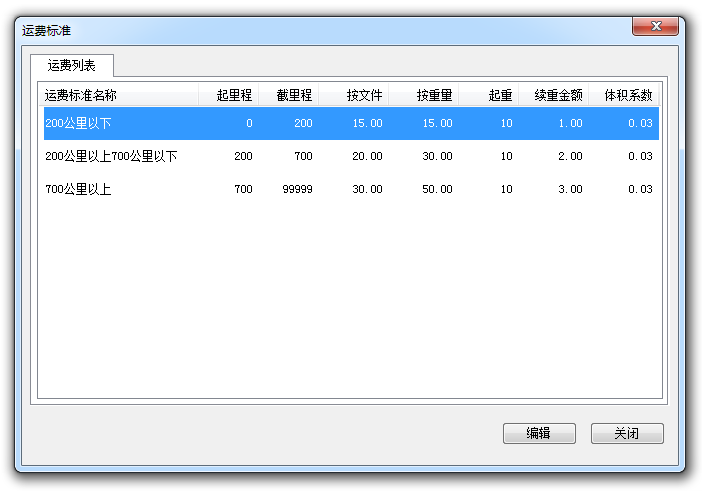 运费标准
运费列表
运费标准名称 起里程 截里程 按文件 按重量 起重 续重金额 体积系数
200公里以下 0 200 15.00 15.00 10 1.00 0.03
200公里以上700公里以下 200 700 20.00 30.00 10 2.00 0.03
700公里以上 700 99999 30.00 50.00 10 3.00 0.03
编辑 关闭